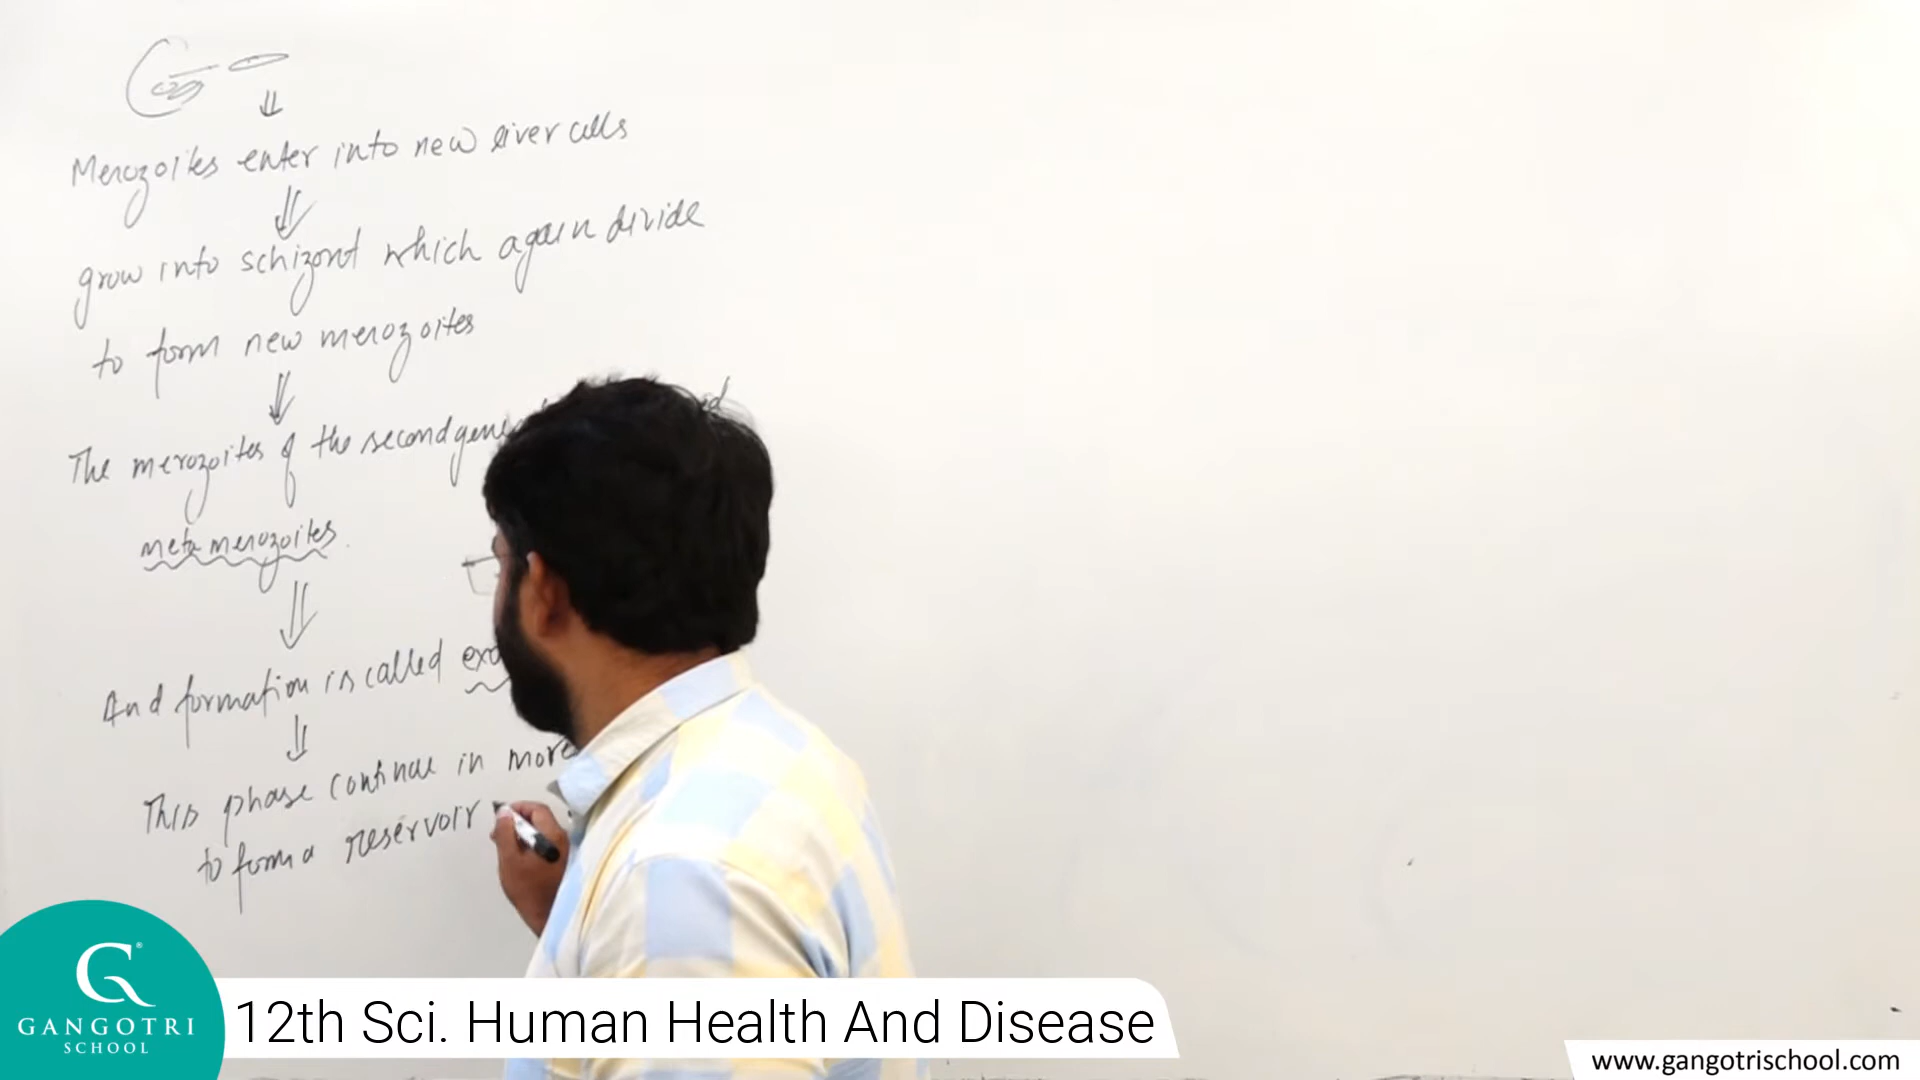 Merozoites enter into new liver cells
grow into schizont which again divide
to form new merozoites
The merozoites of the second
meta merozoites.
And formation is called
This phase continue in more
to form a reservoir
G®
GANGOTRI
SCHOOL
12th Sci. Human Health And Disease
www.gangotrischool.com